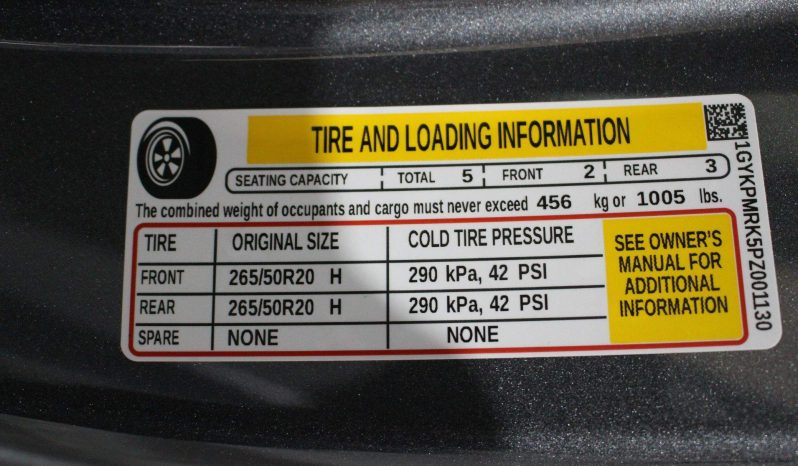 TIRE AND LOADING INFORMATION
SEATING CAPACITY TOTAL 5 FRONT 2 REAR 3
The combined weight of occupants and cargo must never exceed 456 kg or 1005 lbs.
TIRE ORIGINAL SIZE COLD TIRE PRESSURE
FRONT 265/50R20 H 290 kPa, 42 PSI
REAR 265/50R20 H 290 kPa, 42 PSI
SPARE NONE NONE
SEE OWNER'S
MANUAL FOR
ADDITIONAL
INFORMATION
1GYKPMRK5PZ001130